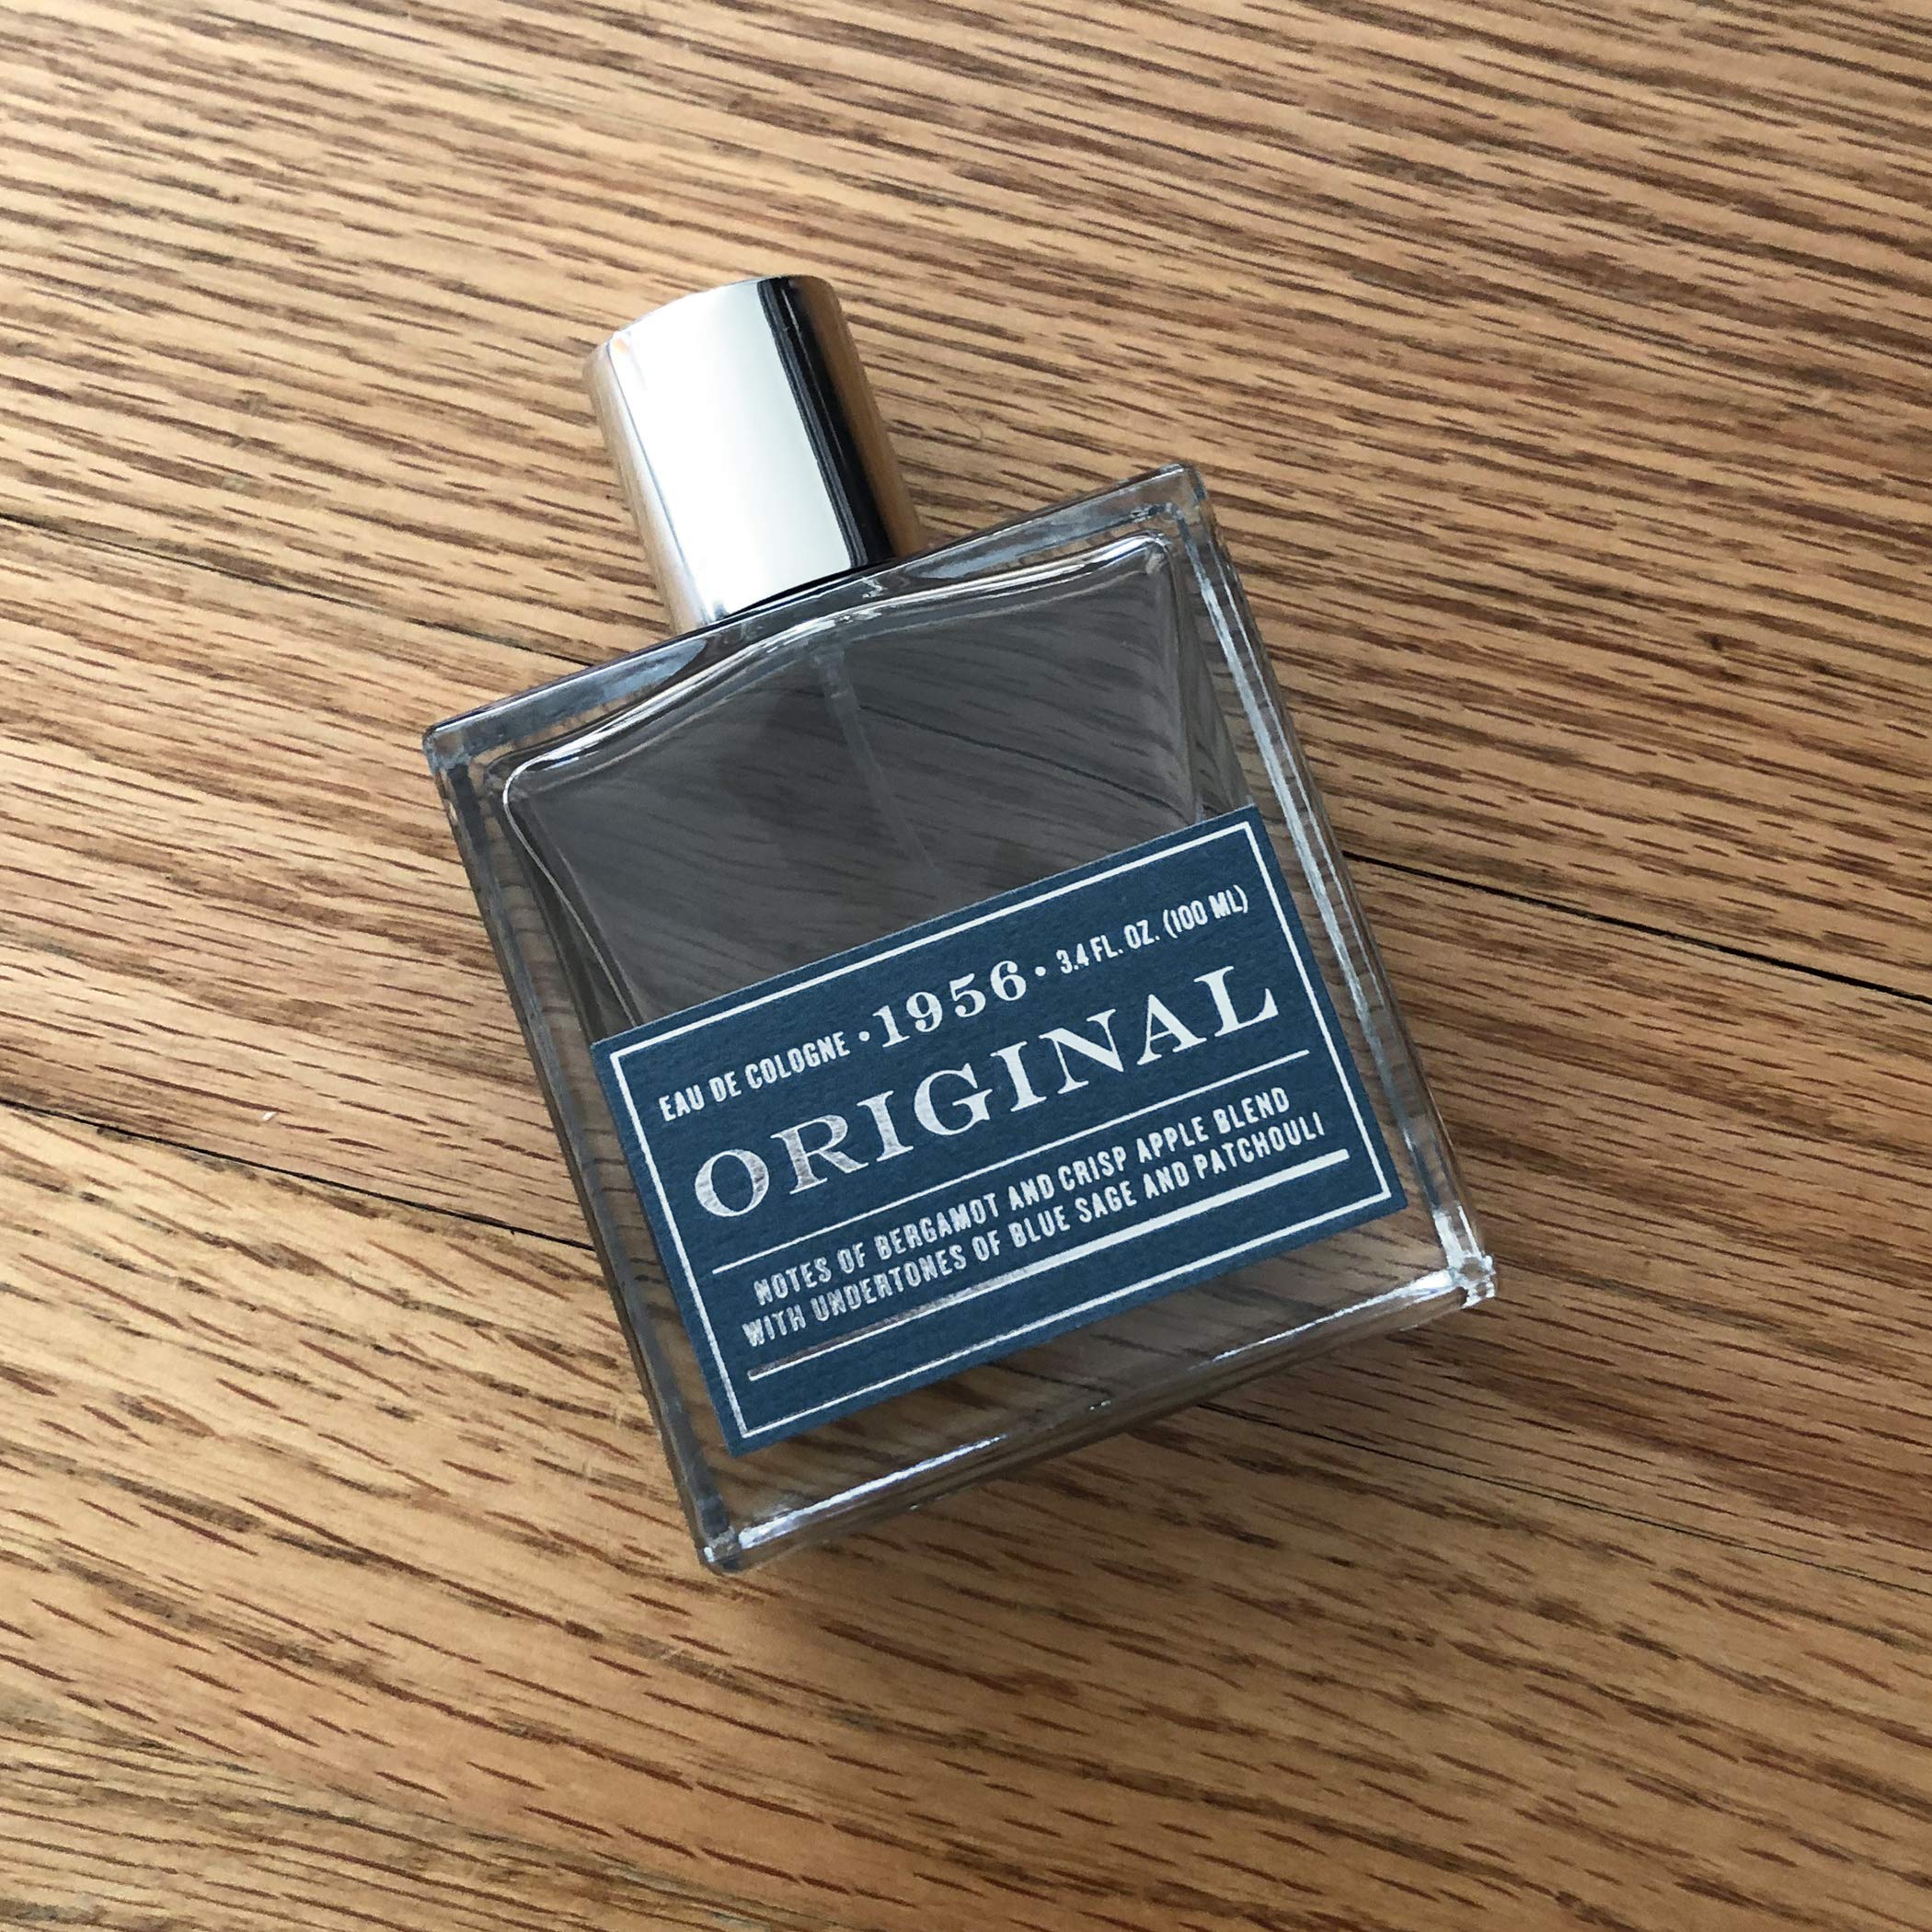 EAU DE COLOGNE • 1956 • 3.4 FL. OZ. (100 ML)
ORIGINAL
NOTES OF BERGAMOT AND CRISP APPLE BLEND
WITH UNDERTONES OF BLUE SAGE AND PATCHOULI